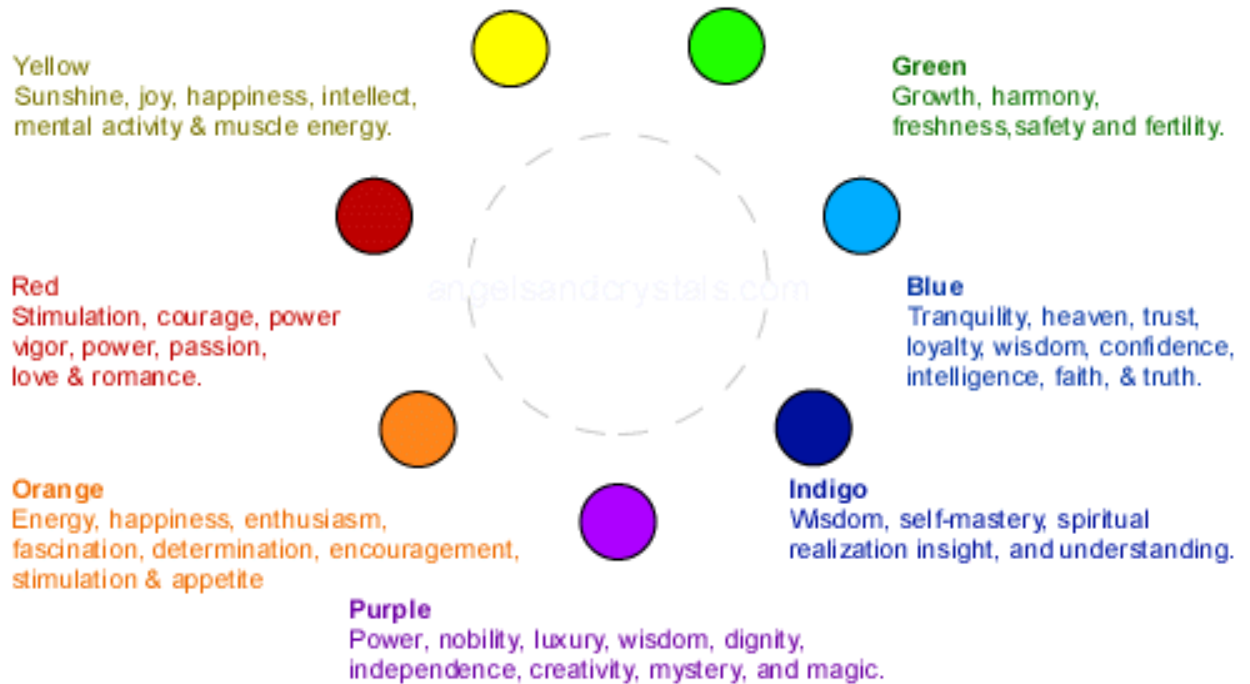 Yellow
Sunshine, joy, happiness, intellect,
mental activity & muscle energy.
Green
Growth, harmony,
freshness,safety and fertility.
Red
Stimulation, courage, power
vigor, power, passion,
love & romance.
angelsandcrystals.com
Blue
Tranquility, heaven, trust,
loyalty, wisdom, confidence,
intelligence, faith, & truth.
Orange
Energy, happiness, enthusiasm,
fascination, determination, encouragement,
stimulation & appetite
Indigo
Wisdom, self-mastery, spiritual
realization insight, and understanding.
Purple
Power, nobility, luxury, wisdom, dignity,
independence, creativity, mystery, and magic.